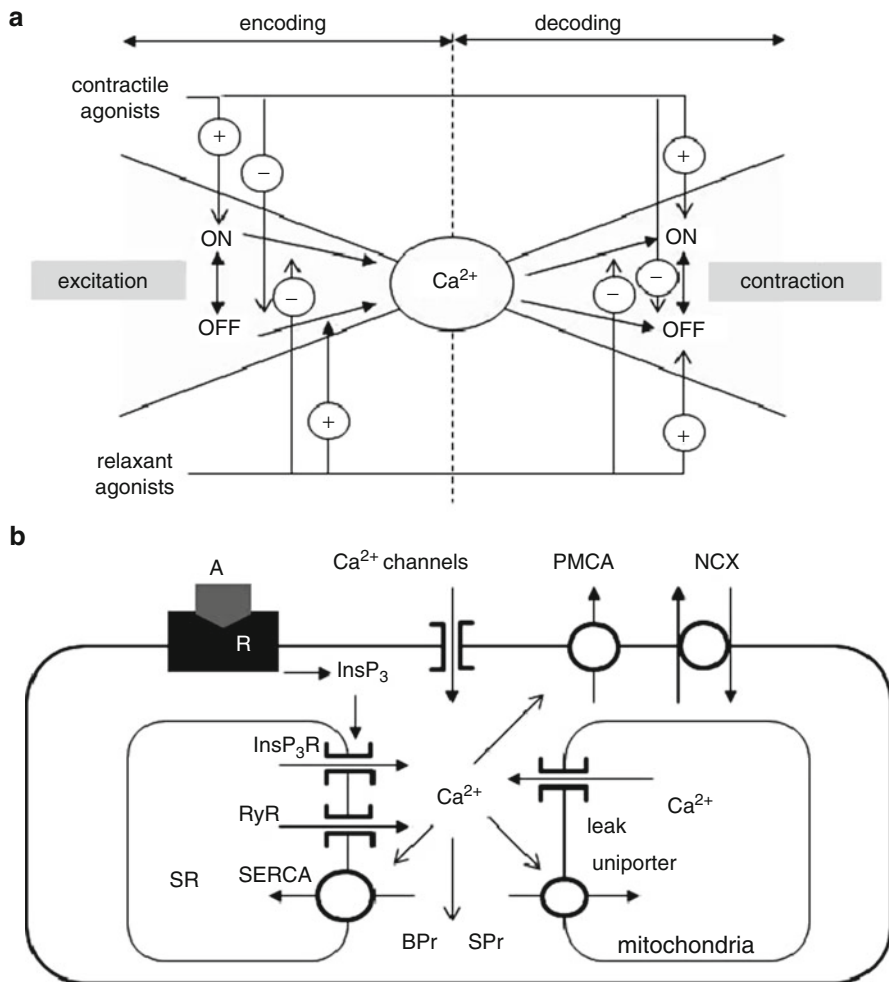 a
encoding
decoding
contractile
agonists
+
−
+
ON
ON
−
excitation
−
Ca²⁺
−
contraction
OFF
OFF
+
+
relaxant
agonists
b
A
Ca²⁺ channels
PMCA
NCX
R
InsP₃
InsP₃R
Ca²⁺
Ca²⁺
RyR
leak
uniporter
SR
SERCA
BPr
SPr
mitochondria